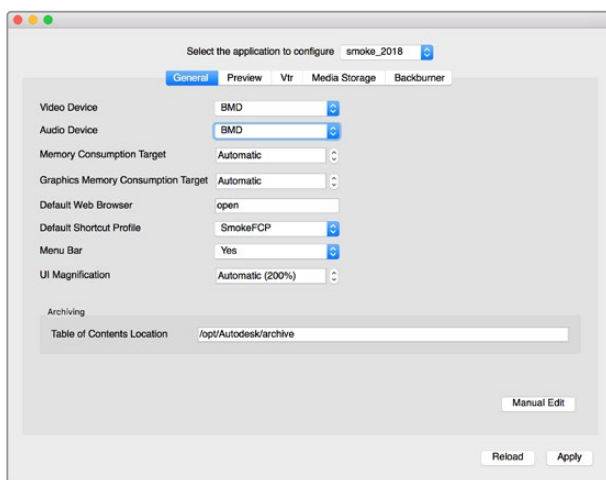 Select the application to configure smoke_2018
General Preview Vtr Media Storage Backburner
Video Device BMD
Audio Device BMD
Memory Consumption Target Automatic
Graphics Memory Consumption Target Automatic
Default Web Browser open
Default Shortcut Profile SmokeFCP
Menu Bar Yes
UI Magnification Automatic (200%)
Archiving
Table of Contents Location /opt/Autodesk/archive
Manual Edit
Reload Apply